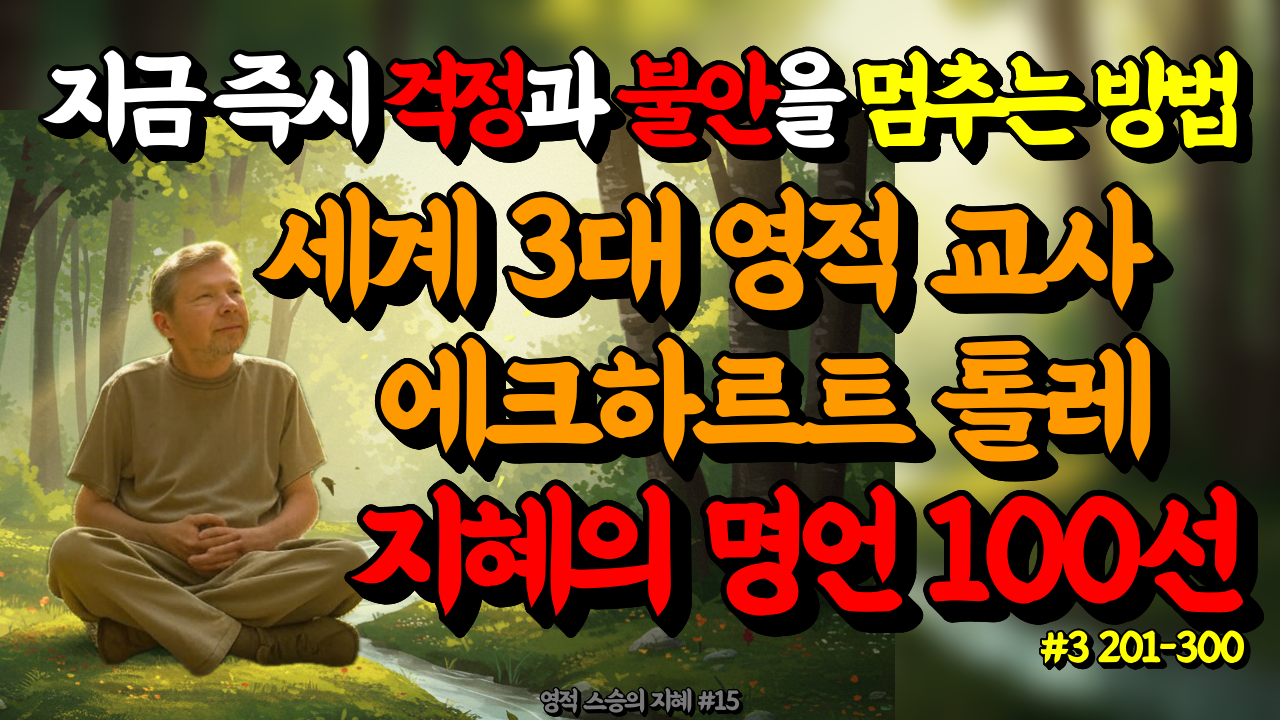 지금 즉시 걱정과 불안을 멈추는 방법
세계 3대 영적 교사
에크하르트 톨레
지혜의 명언 100선
#3 201-300
영적 스승의 지혜 #15